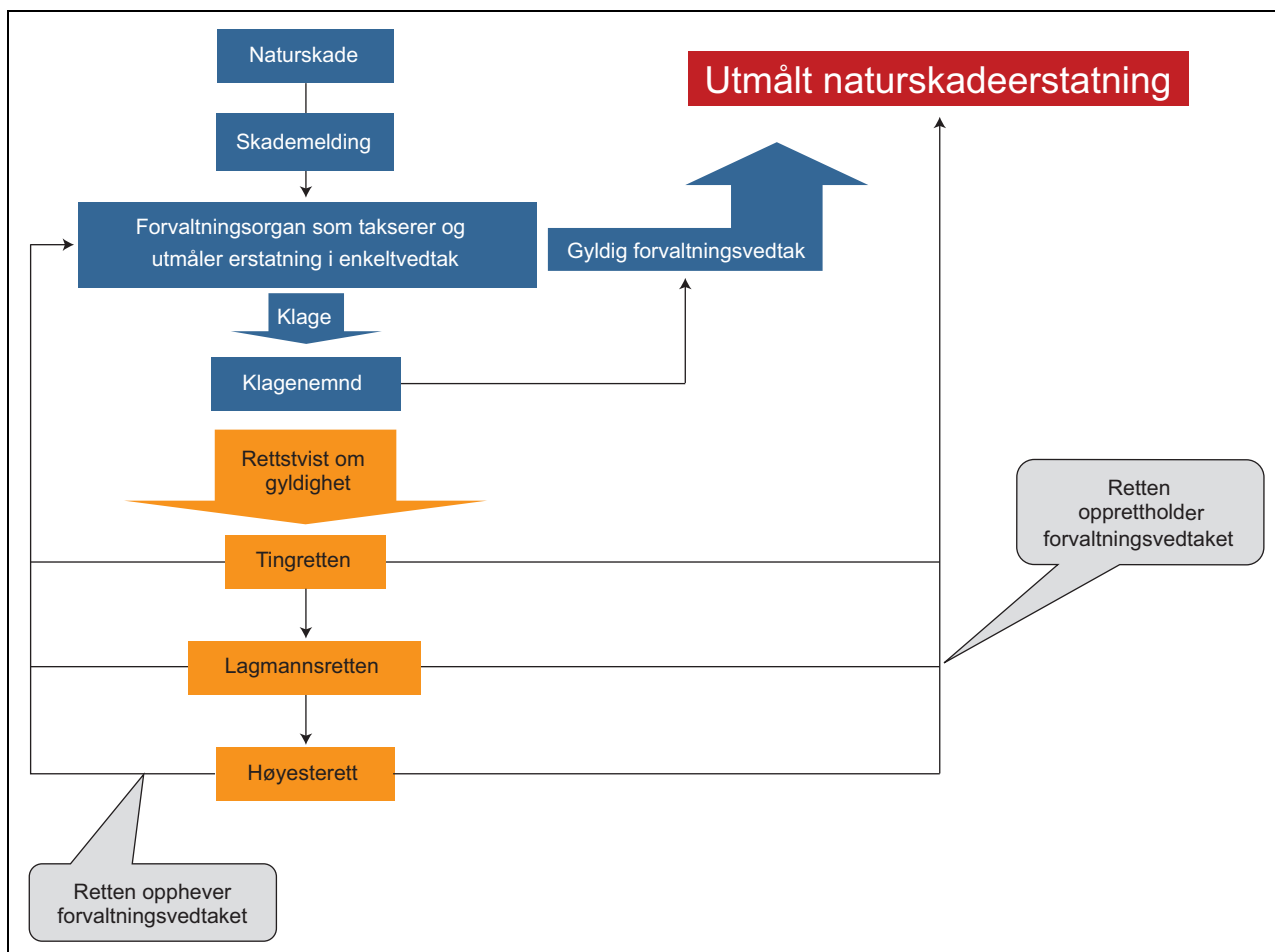 Naturskade
Utmålt naturskadeerstatning
Skademelding
Forvaltningsorgan som takserer og
utmåler erstatning i enkeltvedtak
Gyldig forvaltningsvedtak
Klage
Klagenemnd
Rettstvist om
gyldighet
Retten
opprettholder
forvaltningsvedtaket
Tingretten
Lagmannsretten
Høyesterett
Retten opphever
forvaltningsvedtaket